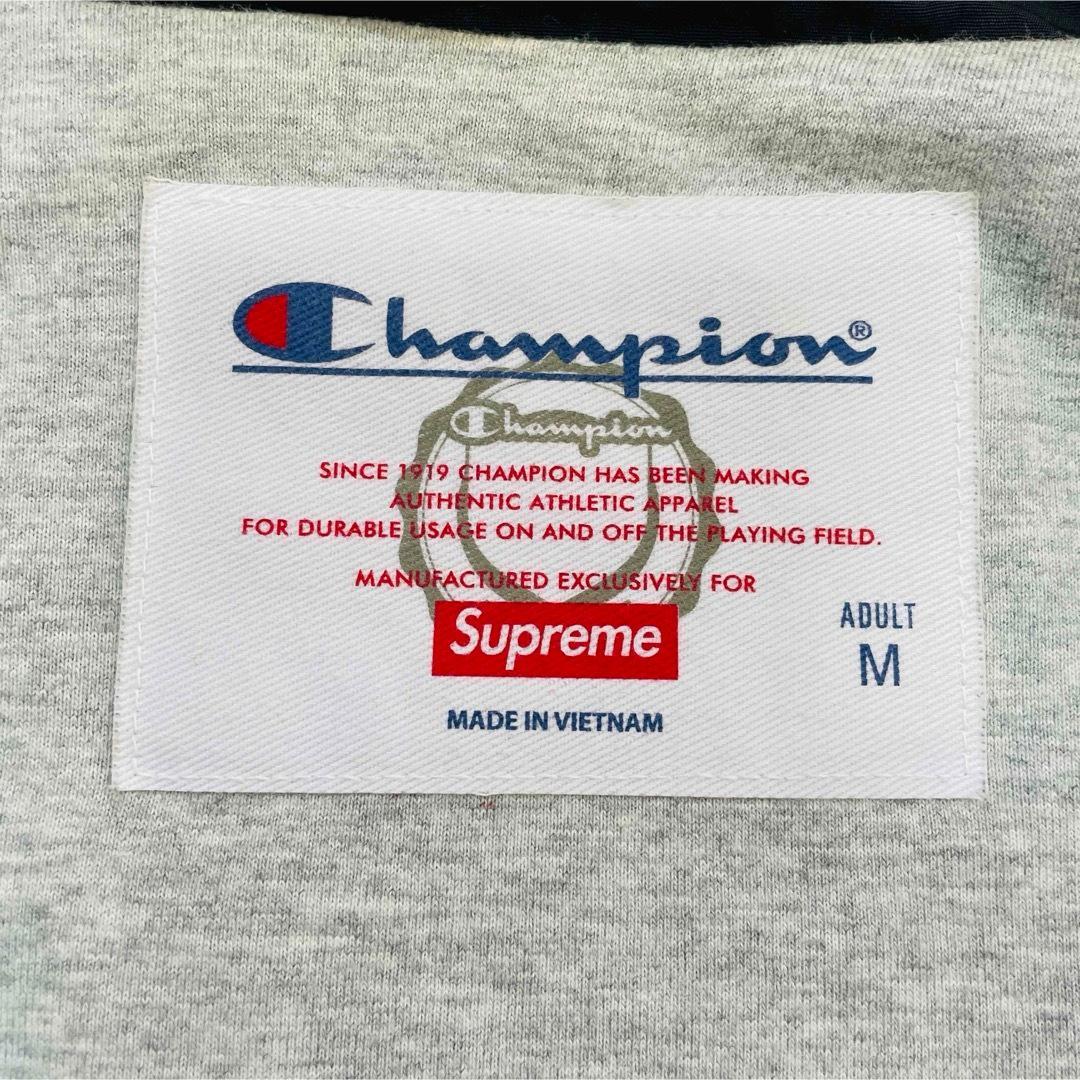 Champion®
Champion
SINCE 1919 CHAMPION HAS BEEN MAKING
AUTHENTIC ATHLETIC APPAREL
FOR DURABLE USAGE ON AND OFF THE PLAYING FIELD.
MANUFACTURED EXCLUSIVELY FOR
Supreme
ADULT
M
MADE IN VIETNAM